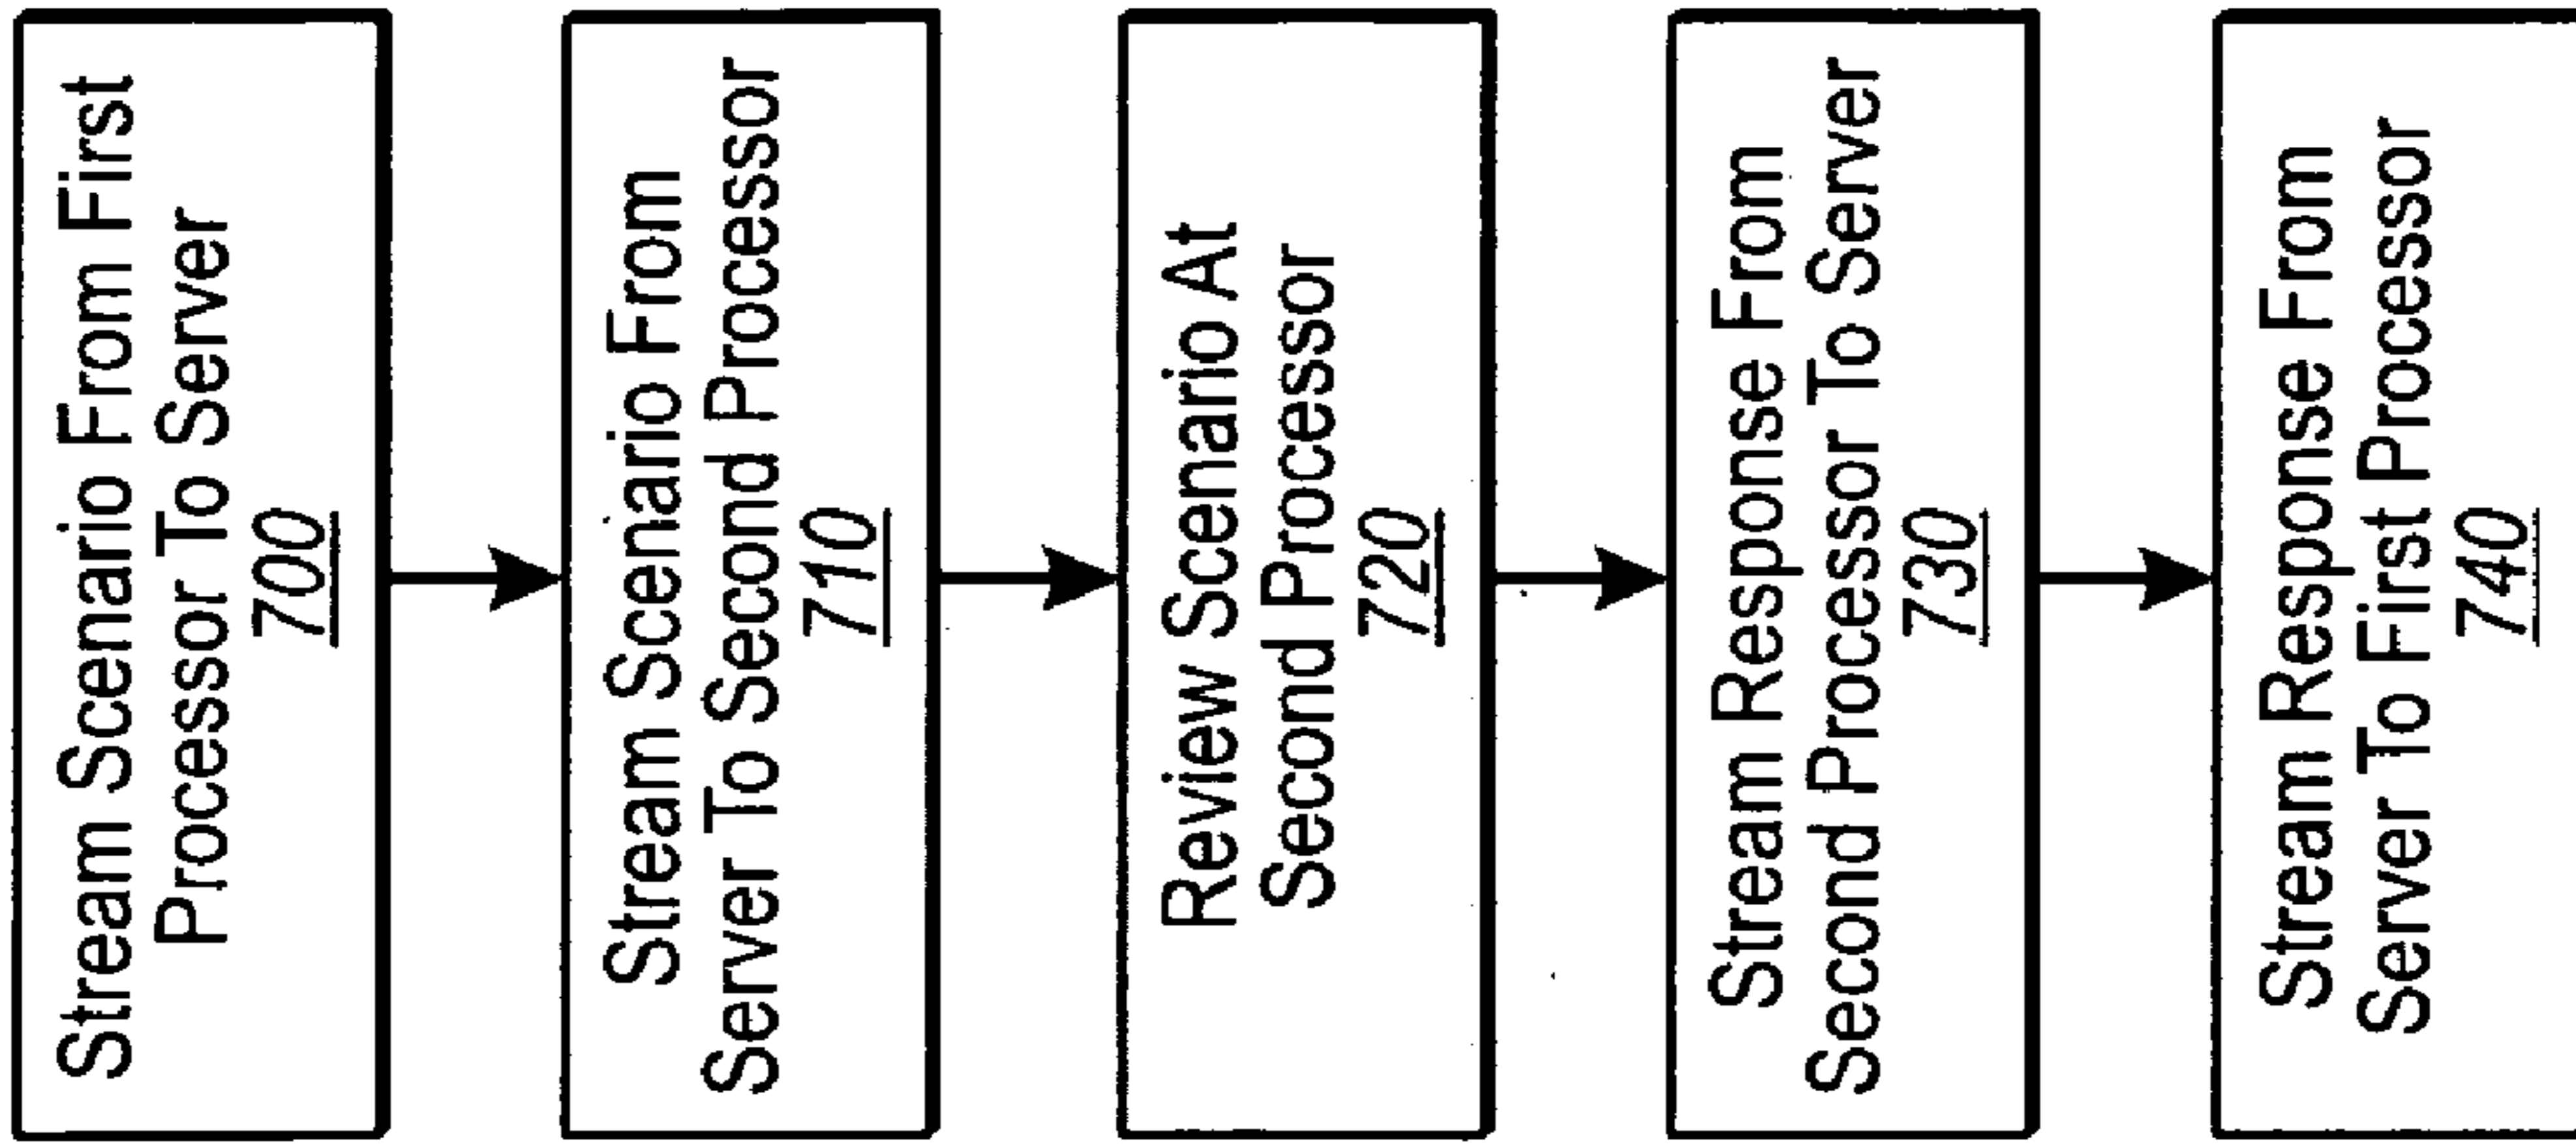 Stream Scenario From First
Processor To Server
700
Stream Scenario From
Server To Second Processor
710
Review Scenario At
Second Processor
720
Stream Response From
Second Processor To Server
730
Stream Response From
Server To First Processor
740